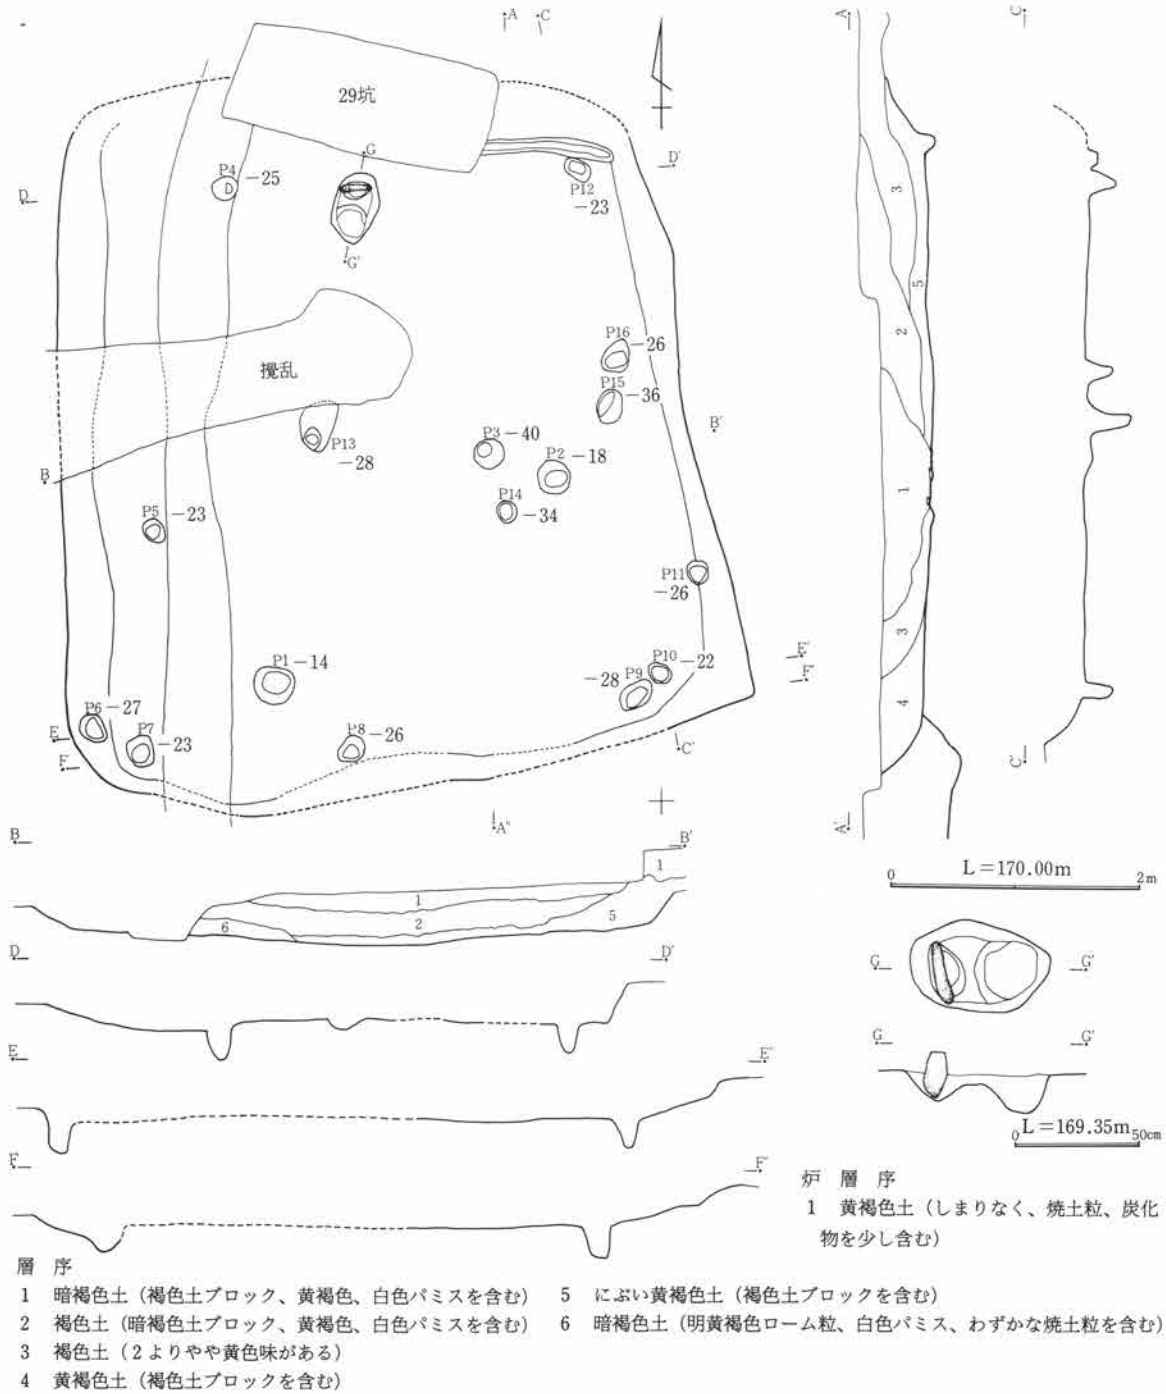 A C
29坑
G
D'
D
P4 −25
P12
−23
G'
P16
−26
P15
−36
攪乱
B'
P3 −40
P2 −18
P13
−28
P14
−34
B
P5 −23
P11
−26
P1 −14
P10 −22
−28 P9
E'
F'
P6 −27
P7 −23
P8 −26
E
F
C'
A''
A
3
5
2
1
3
4
A'
C
C'
B
B'
1
1
2
5
6
D
D'
E
E'
F
F'
L=170.00m
0 2m
G G'
G G'
L=169.35m
0 50cm
炉 層 序
1 黄褐色土(しまりなく、焼土粒、炭化
物を少し含む)
層 序
1 暗褐色土(褐色土ブロック、黄褐色、白色パミスを含む)
2 褐色土(暗褐色土ブロック、黄褐色、白色パミスを含む)
3 褐色土(2よりやや黄色味がある)
4 黄褐色土(褐色土ブロックを含む)
5 にぶい黄褐色土(褐色土ブロックを含む)
6 暗褐色土(明黄褐色ローム粒、白色パミス、わずかな焼土粒を含む)